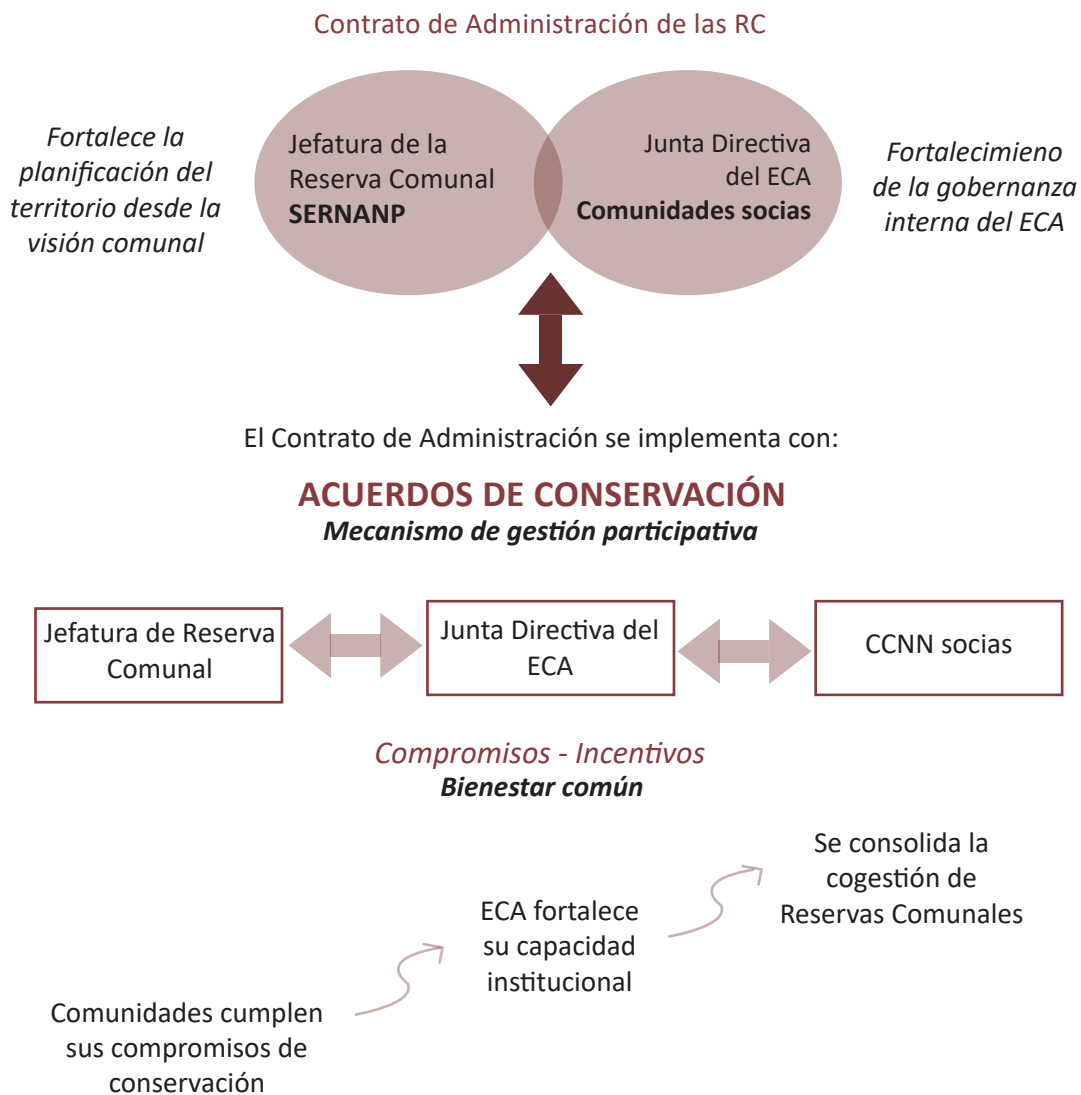 Contrato de Administración de las RC
Fortalece la
planificación del
territorio desde la
visión comunal
Jefatura de la
Reserva Comunal
SERNANP
Junta Directiva
del ECA
Comunidades socias
Fortalecimieno
de la gobernanza
interna del ECA
El Contrato de Administración se implementa con:
ACUERDOS DE CONSERVACIÓN
Mecanismo de gestión participativa
Jefatura de Reserva
Comunal
Junta Directiva del
ECA
CCNN socias
Compromisos - Incentivos
Bienestar común
Se consolida la
cogestión de
Reservas Comunales
ECA fortalece
su capacidad
institucional
Comunidades cumplen
sus compromisos de
conservación